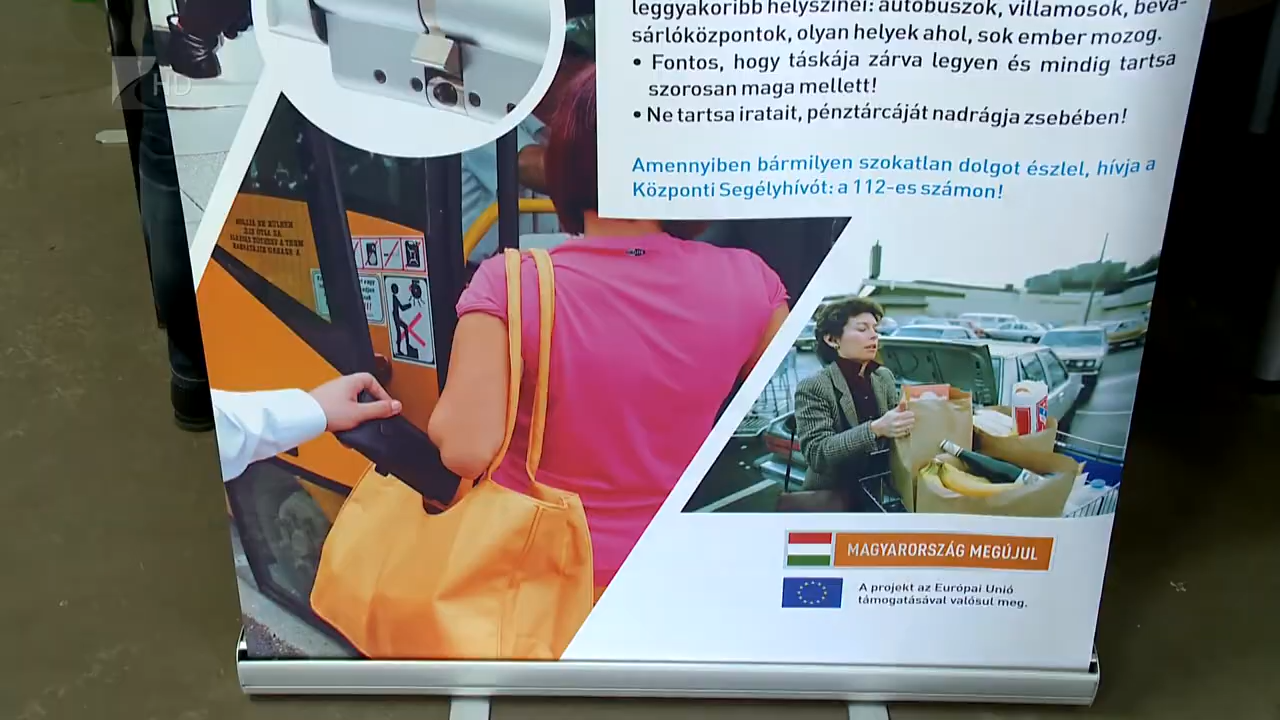 leggyakoribb helyszínei: autóbuszok, villamosok, bevá-
sárlóközpontok, olyan helyek ahol, sok ember mozog.
• Fontos, hogy táskája zárva legyen és mindig tartsa
szorosan maga mellett!
• Ne tartsa iratait, pénztárcáját nadrágja zsebében!
Amennyiben bármilyen szokatlan dolgot észlel, hívja a
Központi Segélyhívót: a 112-es számon!
HD
MAGYARORSZÁG MEGÚJUL
A projekt az Európai Unió
támogatásával valósul meg.